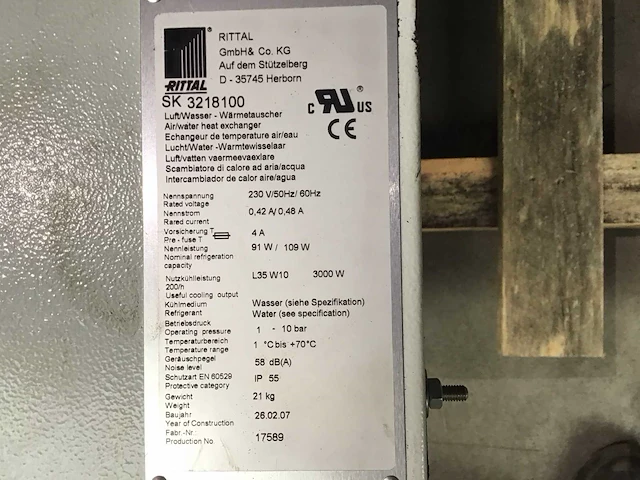 RITTAL
GmbH& Co. KG
Auf dem Stützelberg
D - 35745 Herborn
RITTAL
SK 3218100
C RU US ®
CE
Luft/Wasser - Wärmetauscher
Air/water heat exchanger
Echangeur de temperature air/eau
Lucht/Water -Warmtewisselaar
Luft/vatten vaermeevaexlare
Scambiatore di calore ad aria/acqua
Intercambiador de calor aire/agua
Nennspannung 230 V/50Hz/ 60Hz
Rated voltage
Nennstrom 0,42 A/ 0,48 A
Rared current
Vorsicherung T 4 A
Pre - fuse T
Nennleistung 91 W / 109 W
Nominal refrigeration
capacity
Nutzkühlleistung L35 W10 3000 W
200/h
Useful cooling output
Kühlmedium Wasser (siehe Spezifikation)
Refrigerant Water (see specification)
Betriebsdruck 1 - 10 bar
Operating pressure
Temperaturbereich 1 °C bis +70°C
Temperature range
Geräuschpegel 58 dB(A)
Noise level
Schutzart EN 60529 IP 55
Protective category
Gewicht 21 kg
Weight
Baujahr 26.02.07
Year of Construction
Fabr.-Nr.: 17589
Production No.